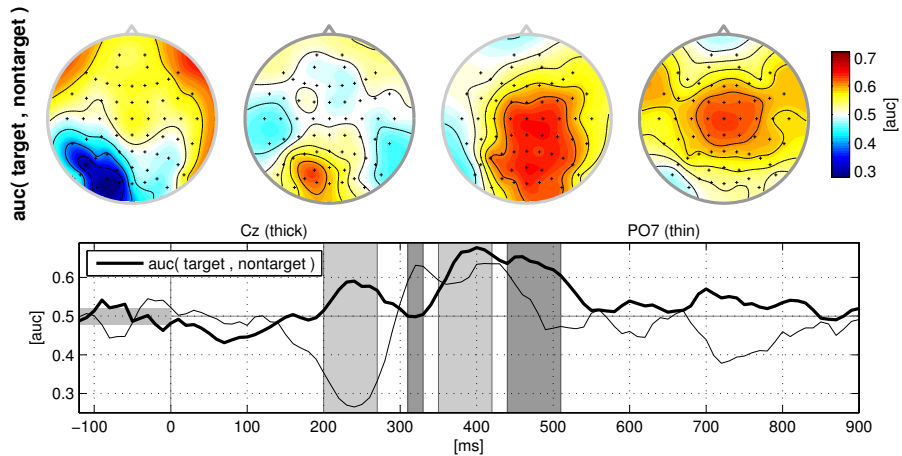 auc( target , nontarget )
0.7
0.6
0.5
0.4
0.3
[auc]
Cz (thick)
PO7 (thin)
auc( target , nontarget )
0.6
0.5
0.4
0.3
[auc]
−100 0 100 200 300 400 500 600 700 800 900
[ms]